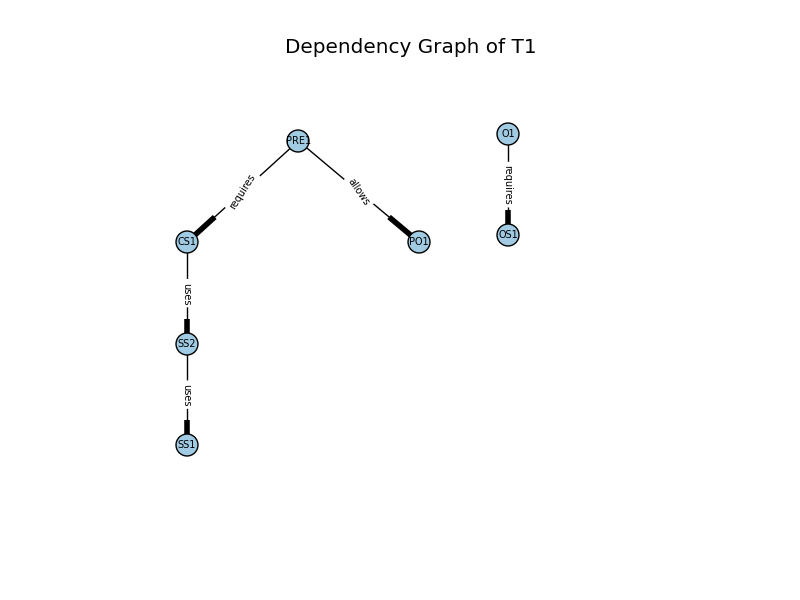 Dependency Graph of T1
O1
PRE1
requires
allows
requires
CS1
PO1
OS1
uses
SS2
uses
SS1